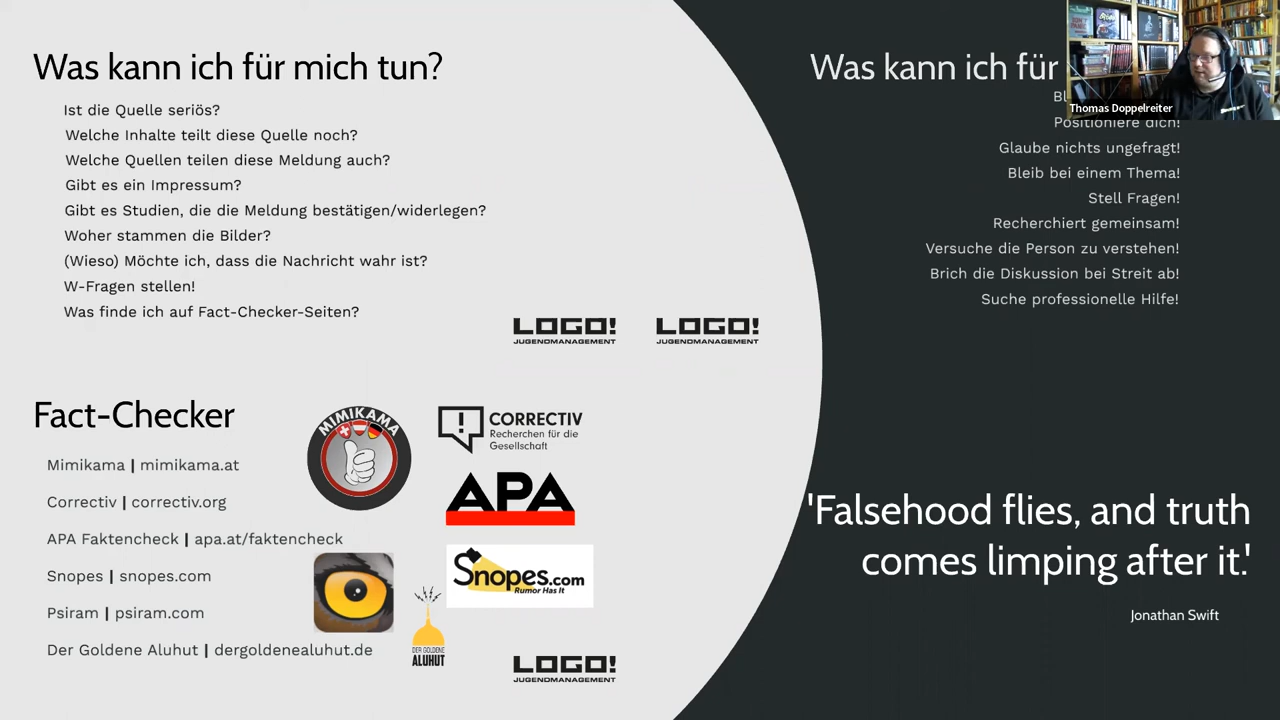 Was kann ich für mich tun?
Ist die Quelle seriös?
Welche Inhalte teilt diese Quelle noch?
Welche Quellen teilen diese Meldung auch?
Gibt es ein Impressum?
Gibt es Studien, die die Meldung bestätigen/widerlegen?
Woher stammen die Bilder?
(Wieso) Möchte ich, dass die Nachricht wahr ist?
W-Fragen stellen!
Was finde ich auf Fact-Checker-Seiten?
LOGO!
JUGENDMANAGEMENT
LOGO!
JUGENDMANAGEMENT
Fact-Checker
Mimikama | mimikama.at
Correctiv | correctiv.org
APA Faktencheck | apa.at/faktencheck
Snopes | snopes.com
Psiram | psiram.com
Der Goldene Aluhut | dergoldenealuhut.de
MIMIKAMA
CORRECTIV
Recherchen für die
Gesellschaft
APA
Snopes.com
Rumor Has It
DER GOLDENE
ALUHUT
LOGO!
JUGENDMANAGEMENT
Was kann ich für
Thomas Doppelreiter
Positioniere dich!
Glaube nichts ungefragt!
Bleib bei einem Thema!
Stell Fragen!
Recherchiert gemeinsam!
Versuche die Person zu verstehen!
Brich die Diskussion bei Streit ab!
Suche professionelle Hilfe!
'Falsehood flies, and truth
comes limping after it.'
Jonathan Swift